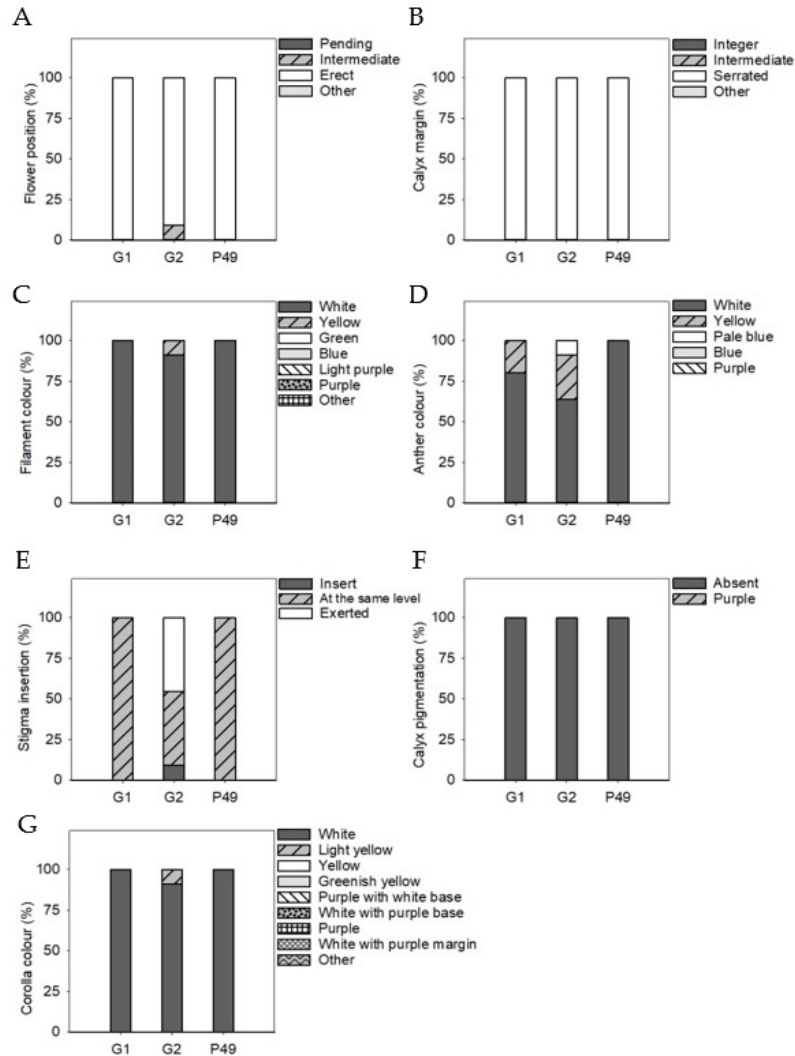 A
Pending
Intermediate
Erect
Other
Flower position (%)
100
75
50
25
0
G1 G2 P49
B
Integer
Intermediate
Serrated
Other
Calyx margin (%)
100
75
50
25
0
G1 G2 P49
C
White
Yellow
Green
Blue
Light purple
Purple
Other
Filament colour (%)
100
75
50
25
0
G1 G2 P49
D
White
Yellow
Pale blue
Blue
Purple
Anther colour (%)
100
75
50
25
0
G1 G2 P49
E
Insert
At the same level
Exerted
Stigma insertion (%)
100
75
50
25
0
G1 G2 P49
F
Absent
Purple
Calyx pigmentation (%)
100
75
50
25
0
G1 G2 P49
G
White
Light yellow
Yellow
Greenish yellow
Purple with white base
White with purple base
Purple
White with purple margin
Other
Corolla colour (%)
100
75
50
25
0
G1 G2 P49